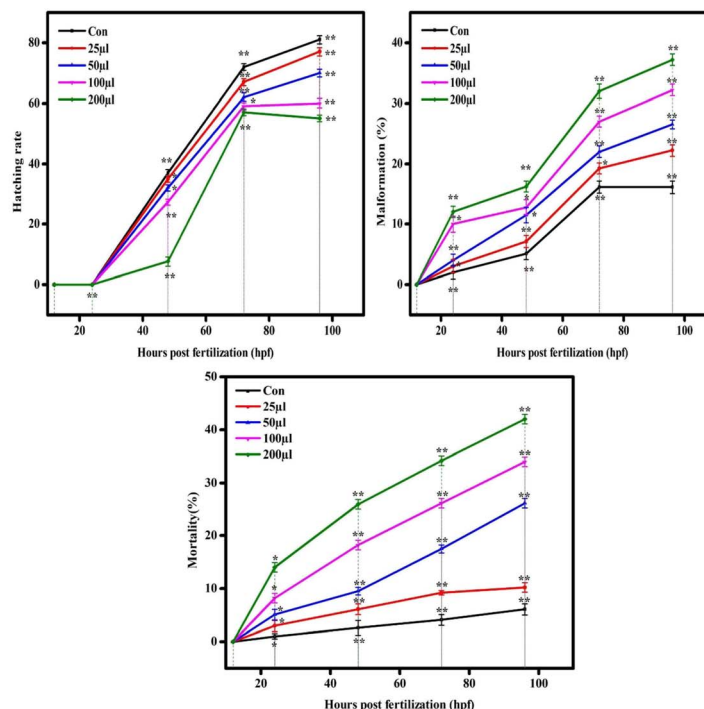 Con
25µl
50µl
100µl
200µl
Hatching rate
80
60
40
20
0
20 40 60 80 100
Hours post fertilization (hpf)
Con
25µl
50µl
100µl
200µl
Malformation (%)
40
30
20
10
0
20 40 60 80 100
Hours post fertilization (hpf)
Con
25µl
50µl
100µl
200µl
Mortality(%)
50
40
30
20
10
0
20 40 60 80 100
Hours post fertilization (hpf)